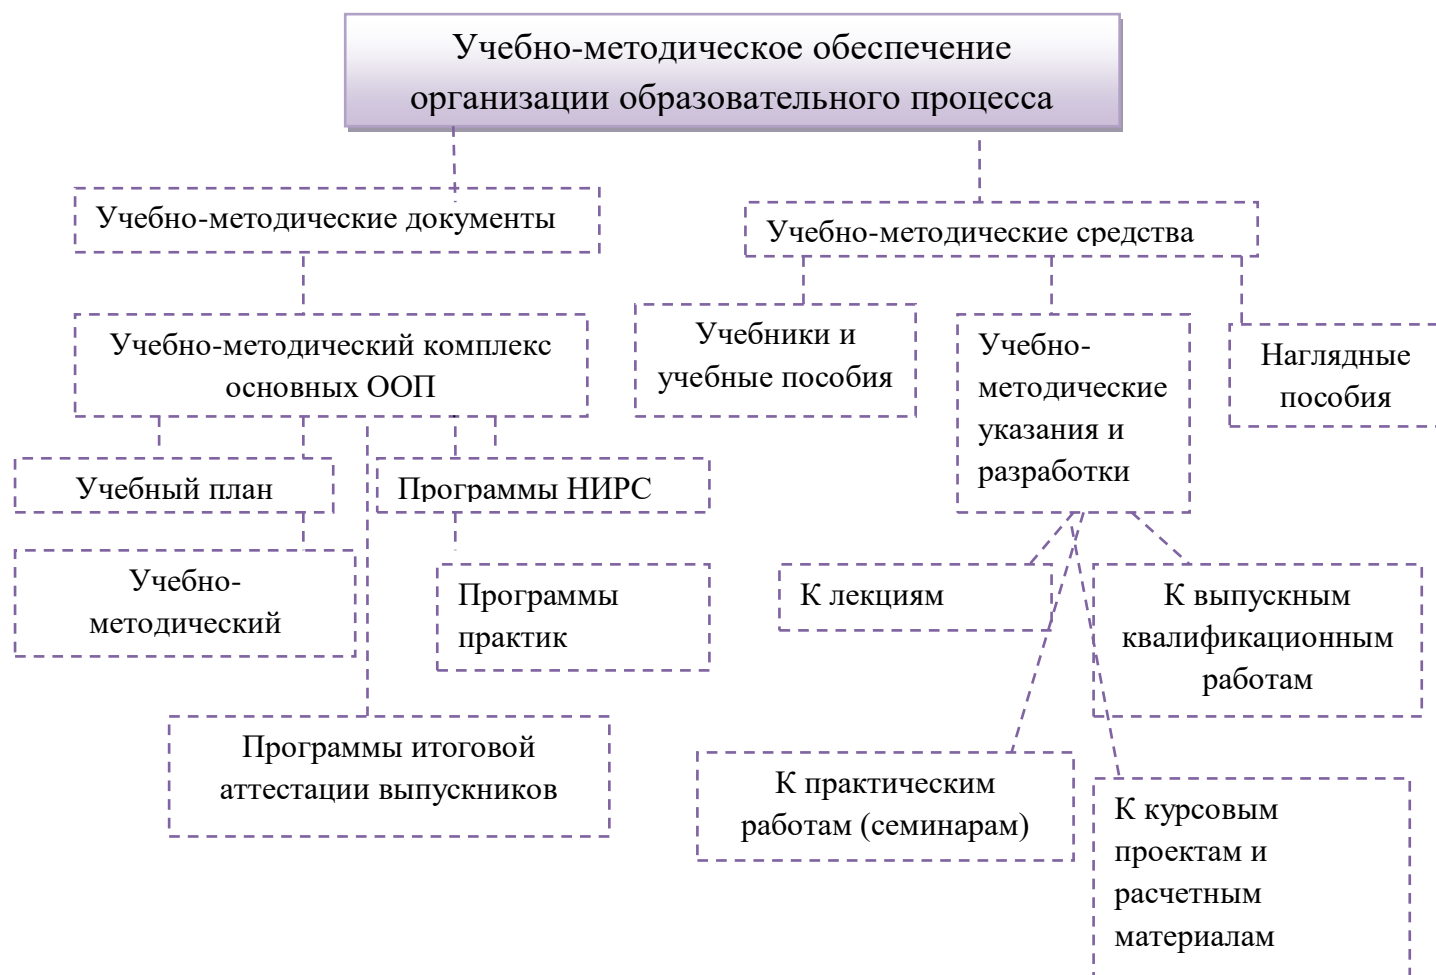 Учебно-методическое обеспечение
организации образовательного процесса
Учебно-методические документы
Учебно-методические средства
Учебно-методический комплекс
основных ООП
Учебники и
учебные пособия
Учебно-
методические
указания и
разработки
Наглядные
пособия
Учебный план
Программы НИРС
Учебно-
методический
Программы
практик
К лекциям
К выпускным
квалификационным
работам
Программы итоговой
аттестации выпускников
К практическим
работам (семинарам)
К курсовым
проектам и
расчетным
материалам